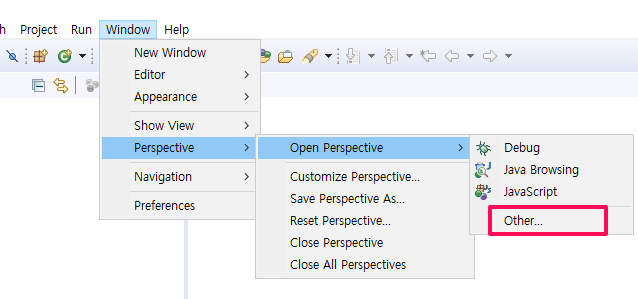 h Project Run Window Help
New Window
Editor
Appearance
Show View
Perspective
Navigation
Preferences
Open Perspective
Customize Perspective...
Save Perspective As...
Reset Perspective...
Close Perspective
Close All Perspectives
Debug
Java Browsing
JavaScript
Other...